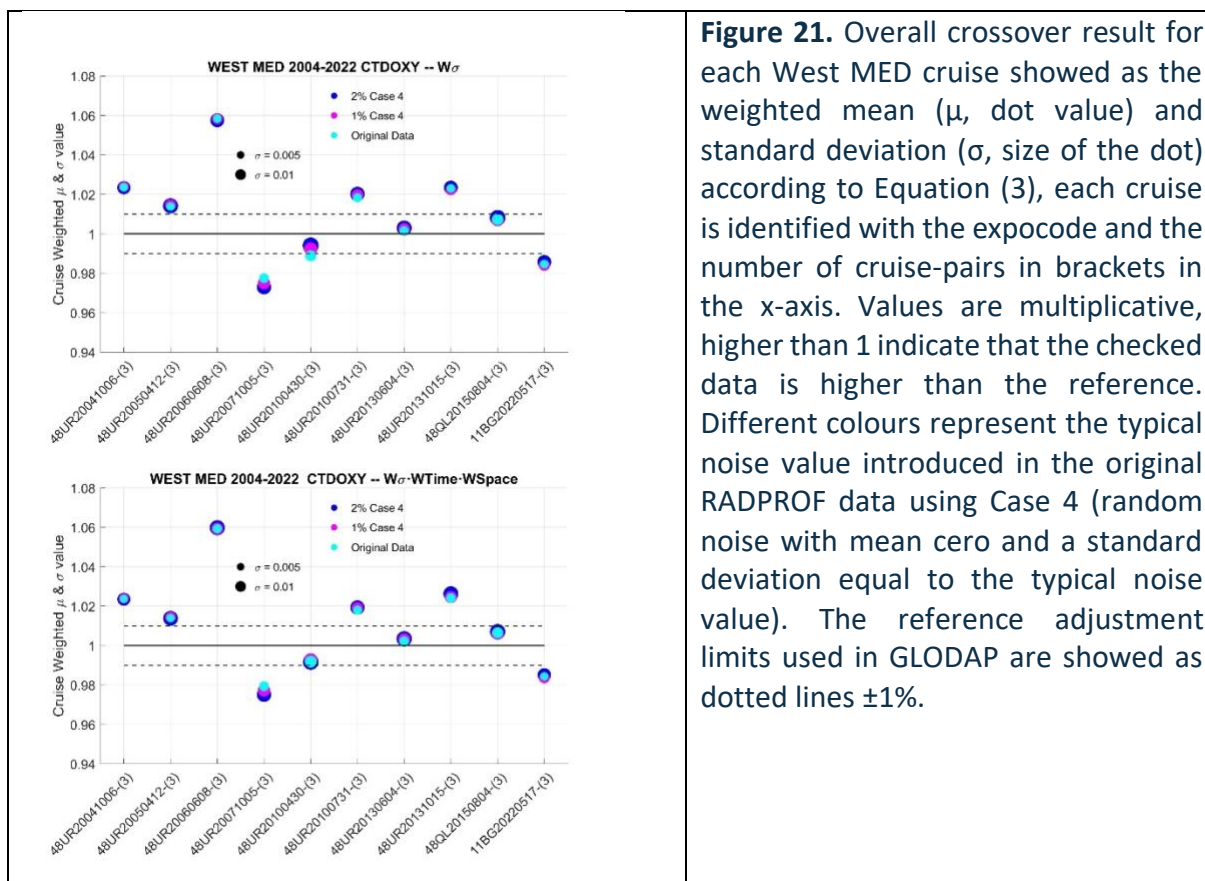 WEST MED 2004-2022 CTDOXY -- Wσ
1.08
1.06
1.04
1.02
1
0.98
0.96
0.94
Cruise Weighted μ & σ value
2% Case 4
1% Case 4
Original Data
σ = 0.005
σ = 0.01
48UR20041006-(3)
48UR20050412-(3)
48UR20060608-(3)
48UR20071005-(3)
48UR20100430-(3)
48UR20100731-(3)
48UR20130604-(3)
48UR20131015-(3)
48QL20150804-(3)
11BG20220517-(3)
WEST MED 2004-2022 CTDOXY -- Wσ·WTime·WSpace
1.08
1.06
1.04
1.02
1
0.98
0.96
0.94
Cruise Weighted μ & σ value
2% Case 4
1% Case 4
Original Data
σ = 0.005
σ = 0.01
48UR20041006-(3)
48UR20050412-(3)
48UR20060608-(3)
48UR20071005-(3)
48UR20100430-(3)
48UR20100731-(3)
48UR20130604-(3)
48UR20131015-(3)
48QL20150804-(3)
11BG20220517-(3)
Figure 21. Overall crossover result for
each West MED cruise showed as the
weighted mean (μ, dot value) and
standard deviation (σ, size of the dot)
according to Equation (3), each cruise
is identified with the expocode and the
number of cruise-pairs in brackets in
the x-axis. Values are multiplicative,
higher than 1 indicate that the checked
data is higher than the reference.
Different colours represent the typical
noise value introduced in the original
RADPROF data using Case 4 (random
noise with mean cero and a standard
deviation equal to the typical noise
value). The reference adjustment
limits used in GLODAP are showed as
dotted lines ±1%.